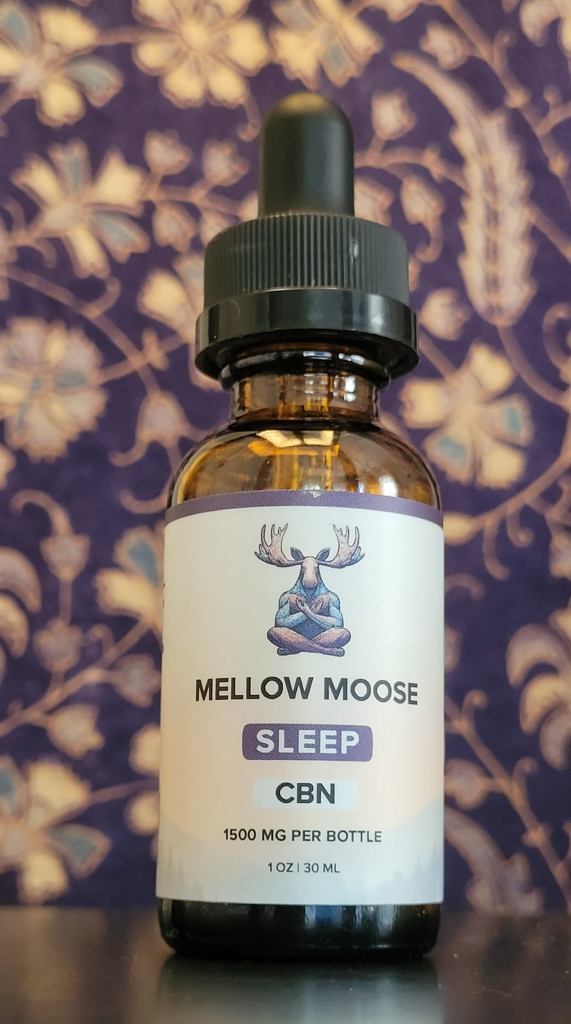 MELLOW MOOSE
SLEEP
CBN
1500 MG PER BOTTLE
1 OZ | 30 ML